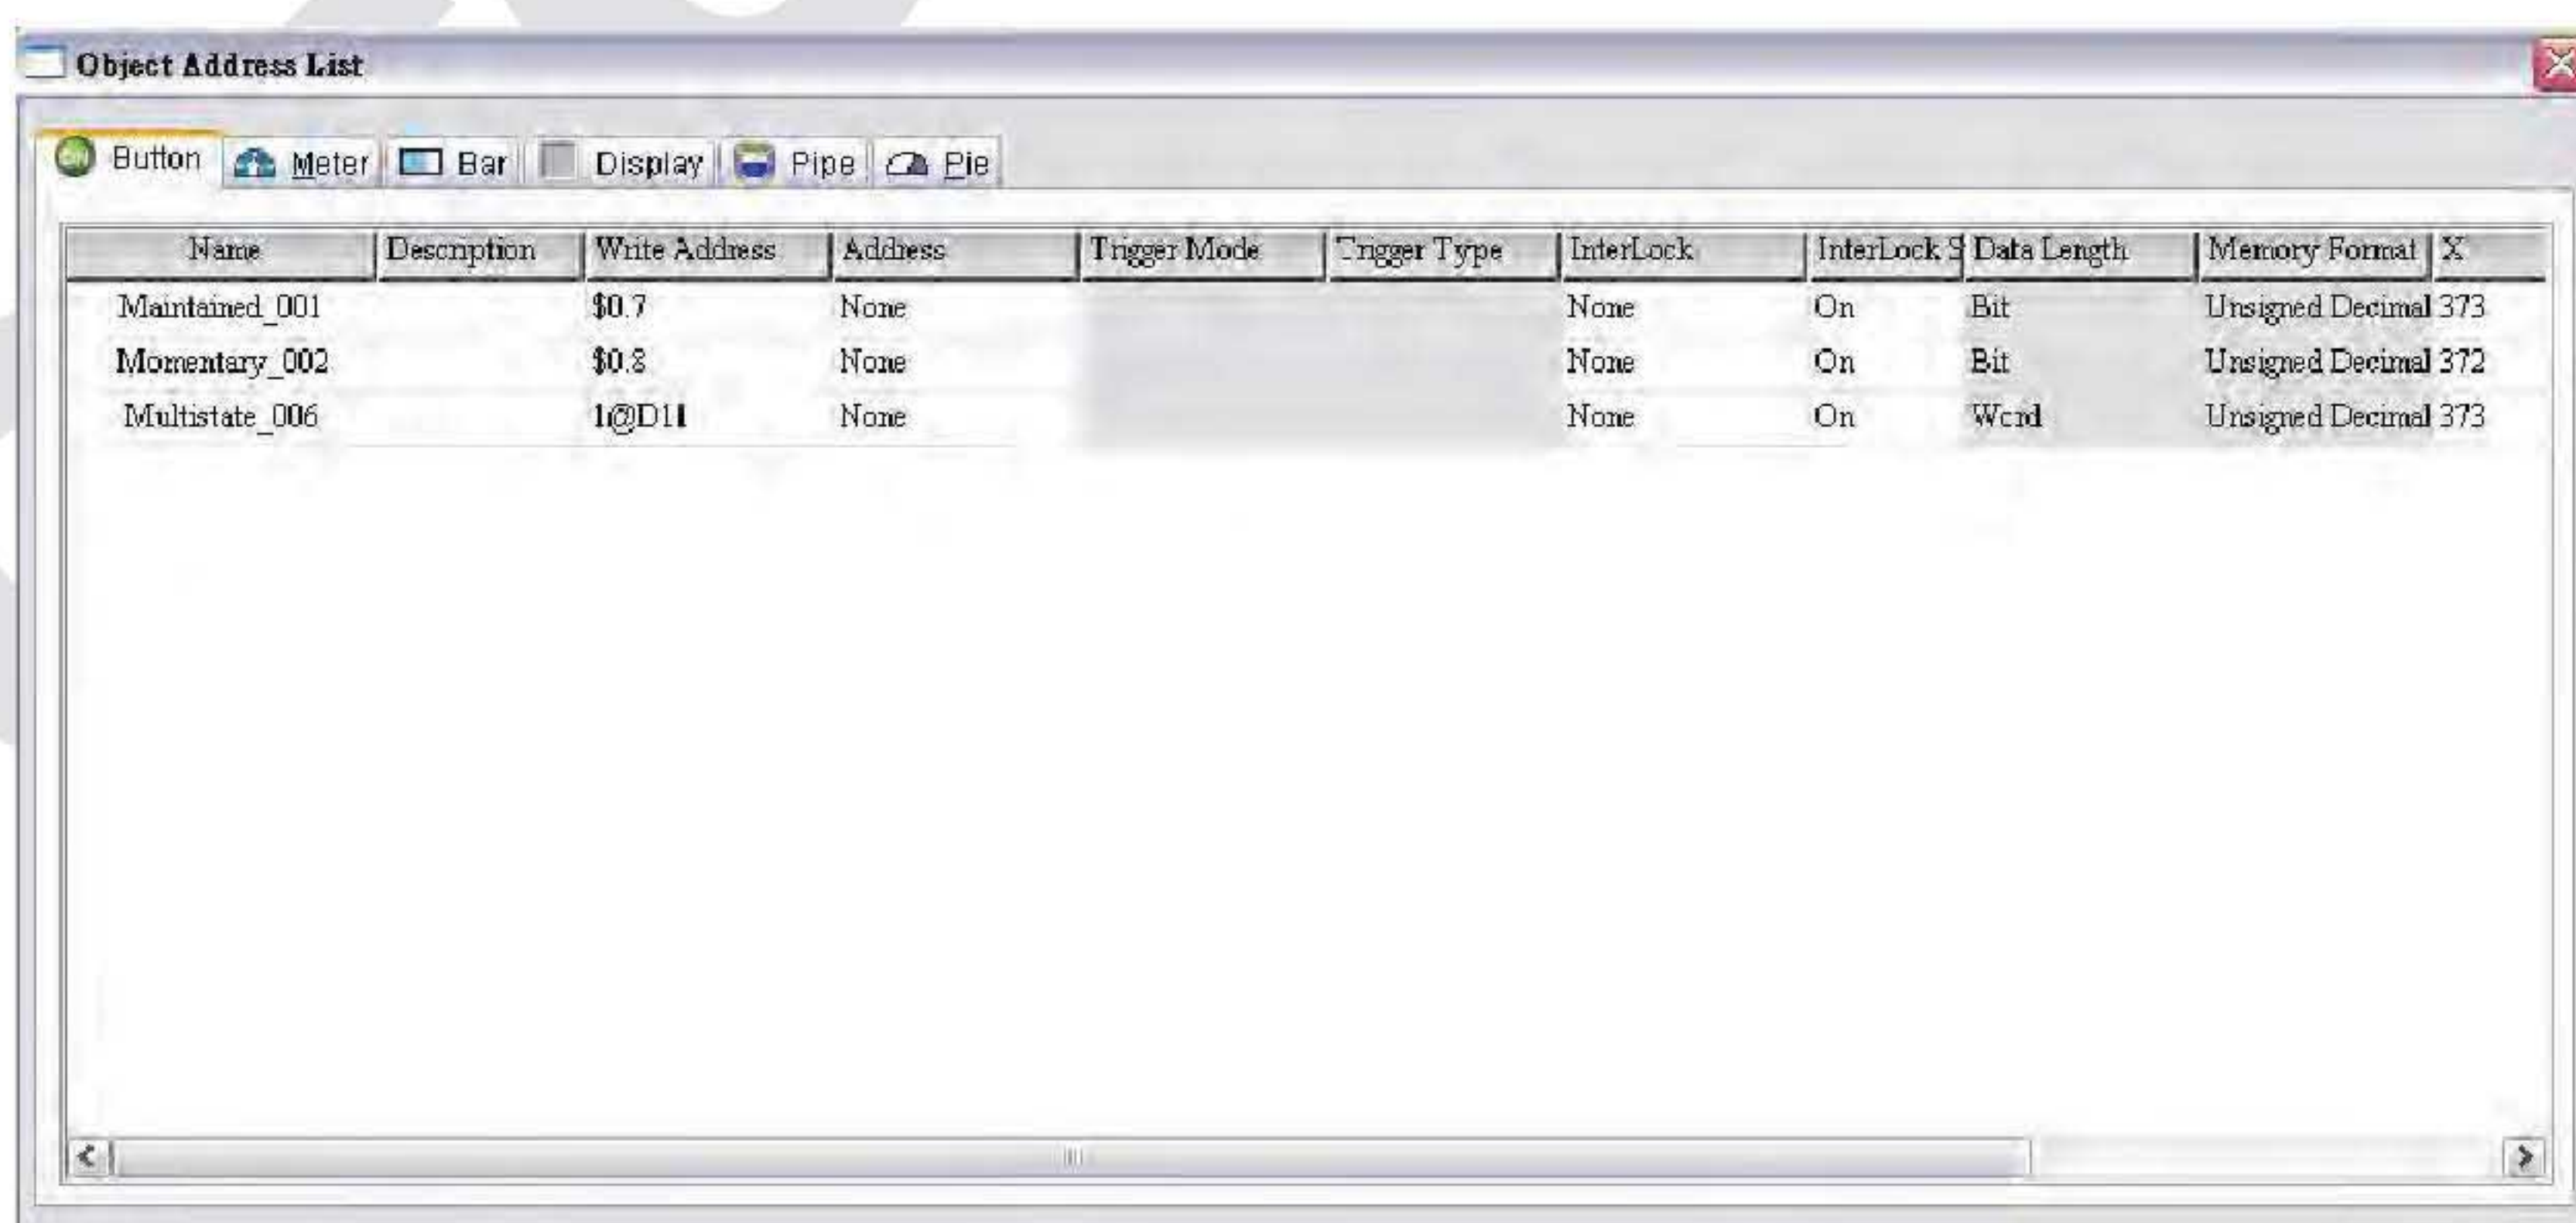 Object Address List
Button Meter Bar Display Pipe Pie
Name Description Write Address Address Trigger Mode Trigger Type InterLock InterLock S Data Length Memory Format X
Maintained_001 $0.7 None None On Bit Unsigned Decimal 373
Momentary_002 $0.8 None None On Bit Unsigned Decimal 372
Multistate_006 1@D11 None None On Word Unsigned Decimal 373